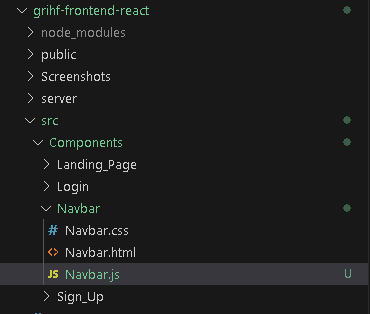 grihf-frontend-react
node_modules
public
Screenshots
server
src
Components
Landing_Page
Login
Navbar
# Navbar.css
<> Navbar.html
JS Navbar.js U
Sign_Up